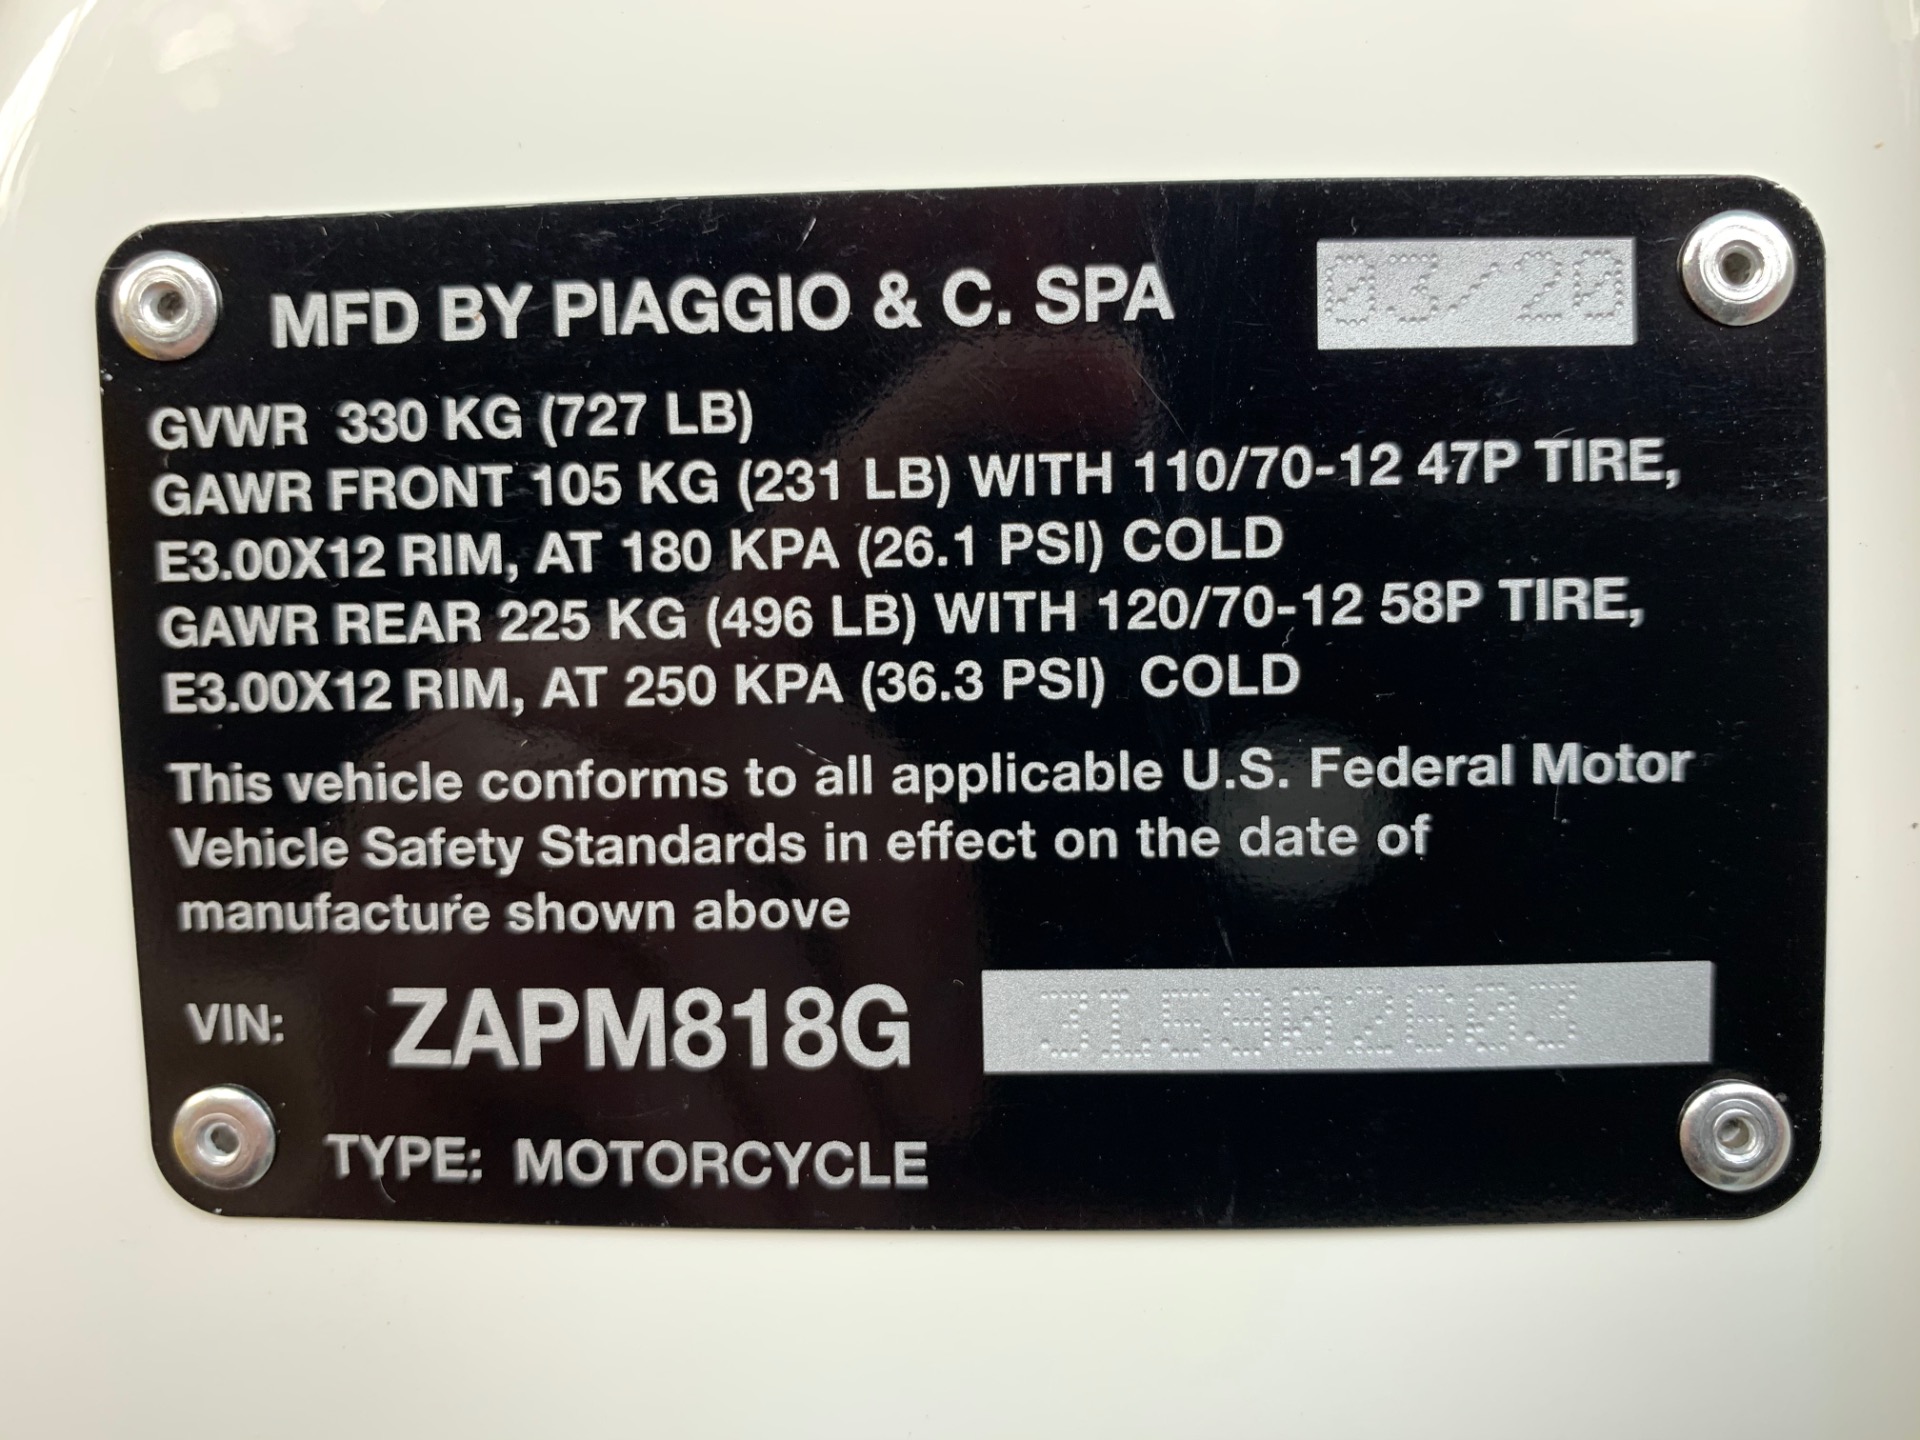 MFD BY PIAGGIO & C. SPA 03/20
GVWR 330 KG (727 LB)
GAWR FRONT 105 KG (231 LB) WITH 110/70-12 47P TIRE,
E3.00X12 RIM, AT 180 KPA (26.1 PSI) COLD
GAWR REAR 225 KG (496 LB) WITH 120/70-12 58P TIRE,
E3.00X12 RIM, AT 250 KPA (36.3 PSI) COLD
This vehicle conforms to all applicable U.S. Federal Motor
Vehicle Safety Standards in effect on the date of
manufacture shown above
VIN: ZAPM818G 3L5902603
TYPE: MOTORCYCLE